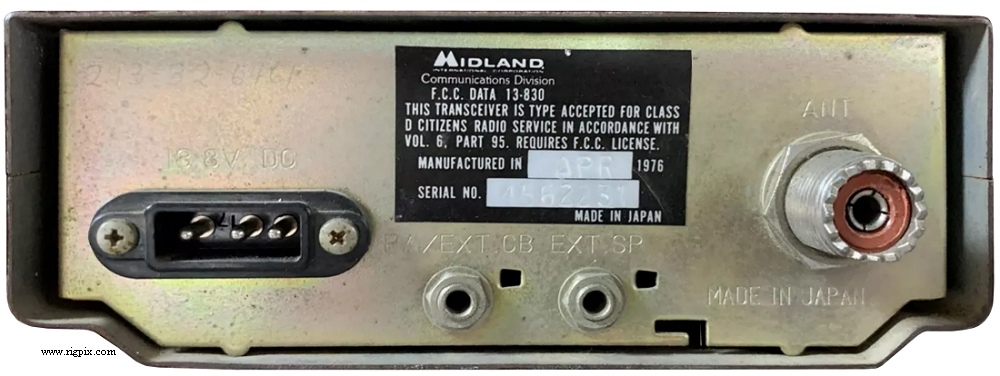 MIDLAND
INTERNATIONAL CORPORATION
Communications Division
F.C.C. DATA 13-830
THIS TRANSCEIVER IS TYPE ACCEPTED FOR CLASS
D CITIZENS RADIO SERVICE IN ACCORDANCE WITH
VOL. 6, PART 95. REQUIRES F.C.C. LICENSE.
MANUFACTURED IN APR 1976
SERIAL NO.
MADE IN JAPAN
13.8V DC
ANT
PA/EXT.CB EXT.SP
MADE IN JAPAN
www.rigpix.com